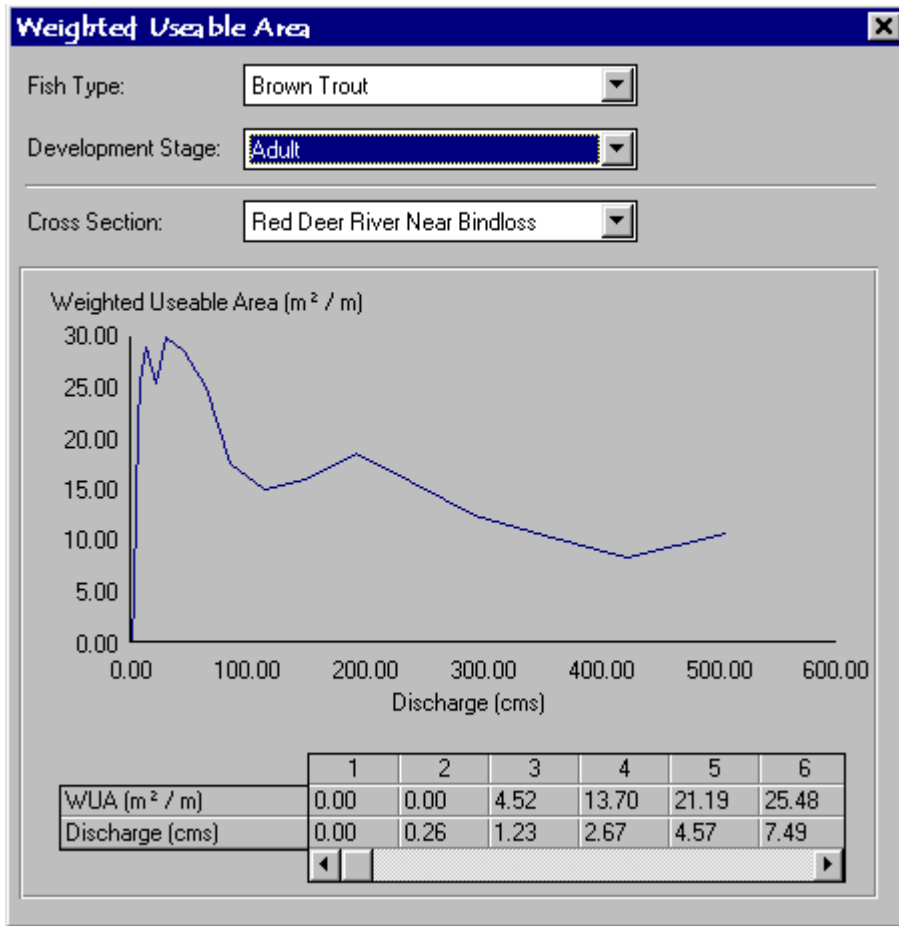 Weighted Useable Area
Fish Type: Brown Trout
Development Stage: Adult
Cross Section: Red Deer River Near Bindloss
Weighted Useable Area (m² / m)
30.00
25.00
20.00
15.00
10.00
5.00
0.00
0.00 100.00 200.00 300.00 400.00 500.00 600.00
Discharge (cms)
1 2 3 4 5 6
WUA (m² / m) 0.00 0.00 4.52 13.70 21.19 25.48
Discharge (cms) 0.00 0.26 1.23 2.67 4.57 7.49